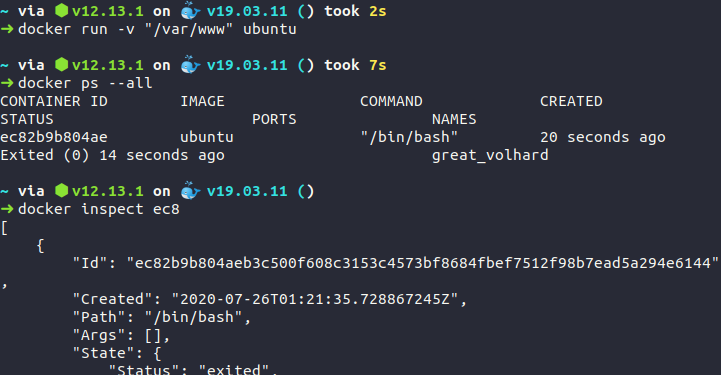 ~ via v12.13.1 on v19.03.11 () took 2s
→ docker run -v "/var/www" ubuntu
~ via v12.13.1 on v19.03.11 () took 7s
→ docker ps --all
CONTAINER ID IMAGE COMMAND CREATED
STATUS PORTS NAMES
ec82b9b804ae ubuntu "/bin/bash" 20 seconds ago
Exited (0) 14 seconds ago great_volhard
~ via v12.13.1 on v19.03.11 ()
→ docker inspect ec8
[
{
"Id": "ec82b9b804aeb3c500f608c3153c4573bf8684fbef7512f98b7ead5a294e6144"
,
"Created": "2020-07-26T01:21:35.728867245Z",
"Path": "/bin/bash",
"Args": [],
"State": {
"Status": "exited",